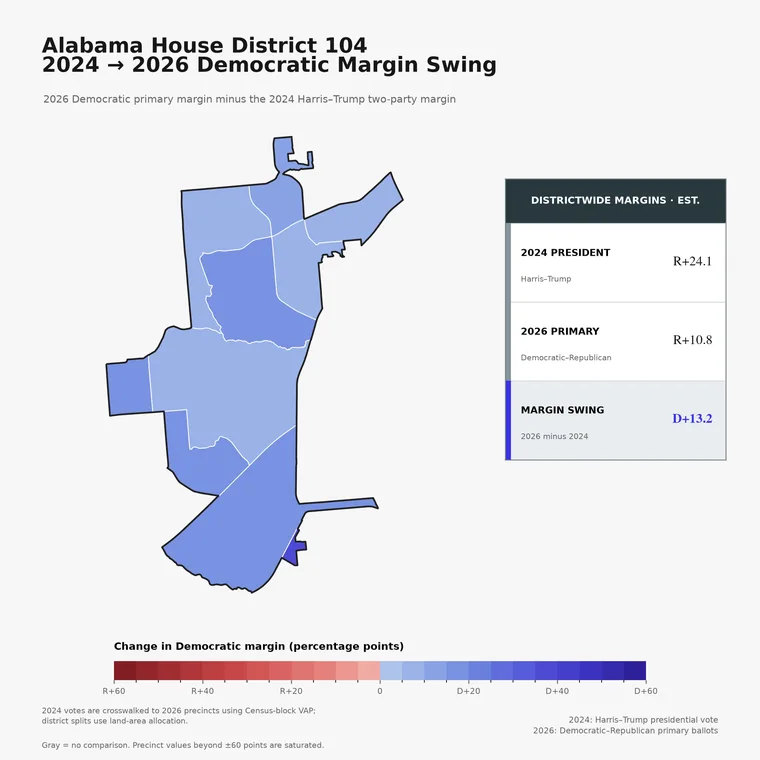 Alabama House District 104
2024 → 2026 Democratic Margin Swing
2026 Democratic primary margin minus the 2024 Harris–Trump two-party margin
DISTRICTWIDE MARGINS · EST.
2024 PRESIDENT
R+24.1
Harris–Trump
2026 PRIMARY
R+10.8
Democratic–Republican
MARGIN SWING
D+13.2
2026 minus 2024
Change in Democratic margin (percentage points)
R+60 R+40 R+20 0 D+20 D+40 D+60
2024 votes are crosswalked to 2026 precincts using Census-block VAP;
district splits use land-area allocation.
2024: Harris–Trump presidential vote
2026: Democratic–Republican primary ballots
Gray = no comparison. Precinct values beyond ±60 points are saturated.